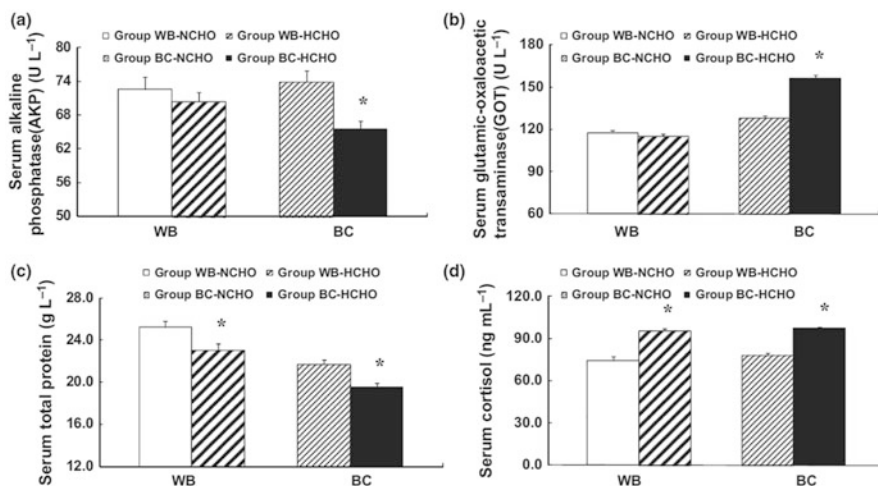 (a)
Group WB-NCHO
Group WB-HCHO
Group BC-NCHO
Group BC-HCHO
Serum alkaline
phosphatase(AKP) (U L⁻¹)
80
74
68
62
56
50
*
WB
BC
(b)
Group WB-NCHO
Group WB-HCHO
Group BC-NCHO
Group BC-HCHO
Serum glutamic-oxaloacetic
transaminase(GOT) (U L⁻¹)
180
150
120
90
60
*
WB
BC
(c)
Group WB-NCHO
Group WB-HCHO
Group BC-NCHO
Group BC-HCHO
Serum total protein (g L⁻¹)
28.0
24.0
20.0
16.0
12.0
*
*
WB
BC
(d)
Group WB-NCHO
Group WB-HCHO
Group BC-NCHO
Group BC-HCHO
Serum cortisol (ng mL⁻¹)
120.0
90.0
60.0
30.0
0.0
*
*
WB
BC